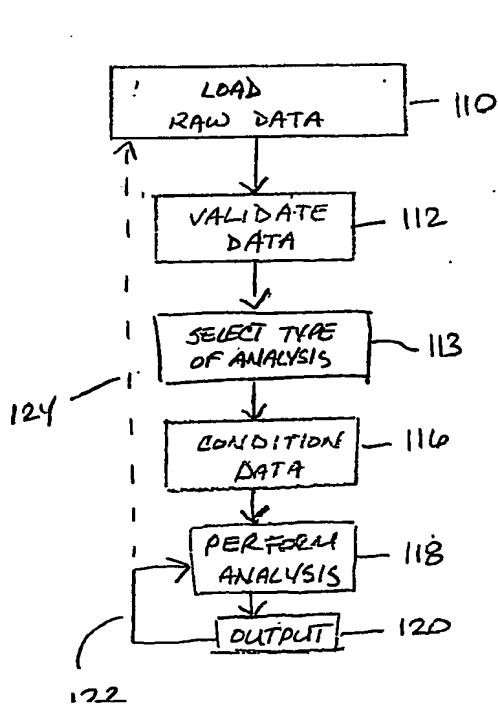 LOAD
RAW DATA
110
VALIDATE
DATA
112
SELECT TYPE
OF ANALYSIS
113
124
CONDITION
DATA
116
PERFORM
ANALYSIS
118
OUTPUT
120
122